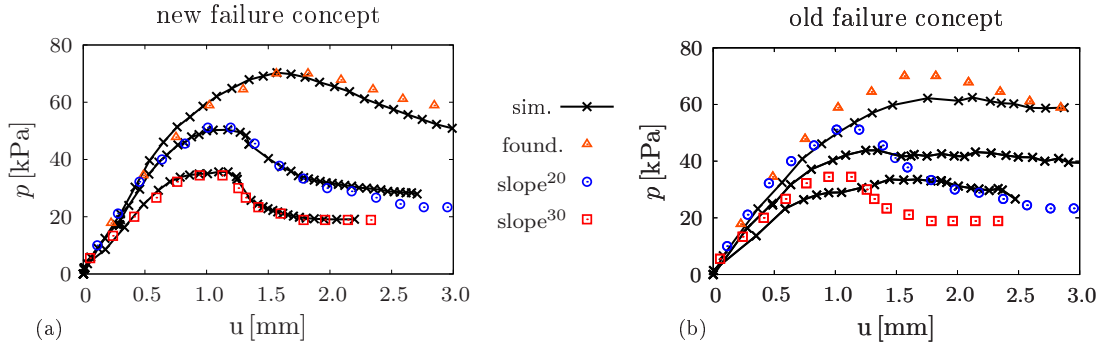 new failure concept
80
60
40
20
0
p [kPa]
0
0.5
1.0
1.5
2.0
2.5
3.0
u [mm]
(a)
sim.
found.
slope²⁰
slope³⁰
old failure concept
80
60
40
20
0
p [kPa]
0
0.5
1.0
1.5
2.0
2.5
3.0
u [mm]
(b)